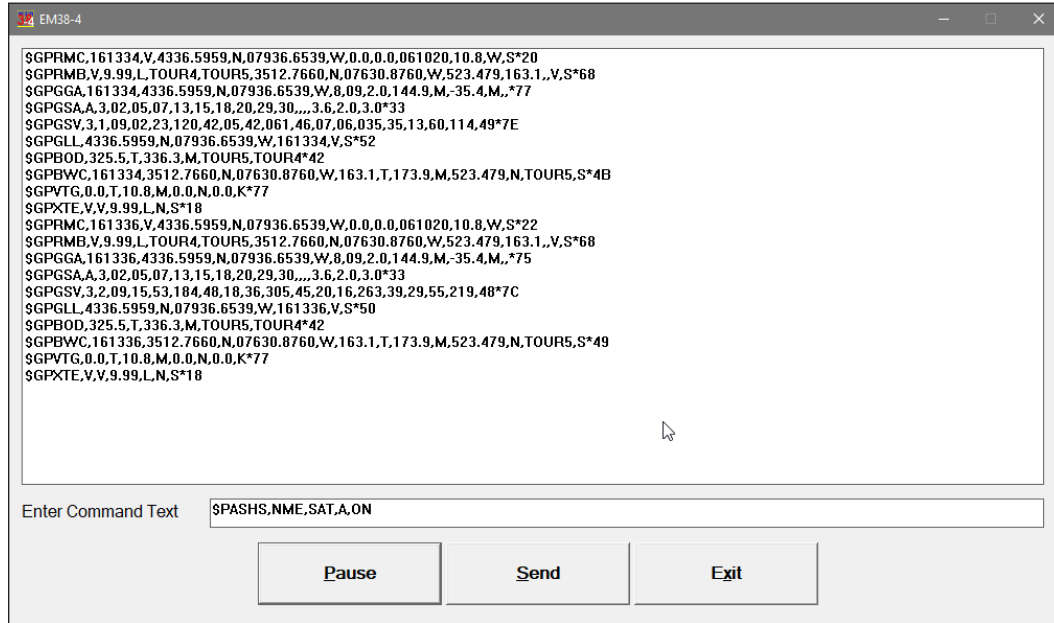 EM38-4
$GPRMC,161334,V,4336.5959,N,07936.6539,W,0.0,0.0,061020,10.8,W,S*20
$GPRMB,V,9.99,L,TOUR4,TOUR5,3512.7660,N,07630.8760,W,523.479,163.1,,V,S*68
$GPGGA,161334,4336.5959,N,07936.6539,W,8,09,2.0,144.9,M,-35.4,M,,*77
$GPGSA,A,3,02,05,07,13,15,18,20,29,30,,,,3.6,2.0,3.0*33
$GPGSV,3,1,09,02,23,120,42,05,42,061,46,07,06,035,35,13,60,114,49*7E
$GPGLL,4336.5959,N,07936.6539,W,161334,V,S*52
$GPBOD,325.5,T,336.3,M,TOUR5,TOUR4*42
$GPBWC,161334,3512.7660,N,07630.8760,W,163.1,T,173.9,M,523.479,N,TOUR5,S*4B
$GPVTG,0.0,T,10.8,M,0.0,N,0.0,K*77
$GPXTE,V,V,9.99,L,N,S*18
$GPRMC,161336,V,4336.5959,N,07936.6539,W,0.0,0.0,061020,10.8,W,S*22
$GPRMB,V,9.99,L,TOUR4,TOUR5,3512.7660,N,07630.8760,W,523.479,163.1,,V,S*68
$GPGGA,161336,4336.5959,N,07936.6539,W,8,09,2.0,144.9,M,-35.4,M,,*75
$GPGSA,A,3,02,05,07,13,15,18,20,29,30,,,,3.6,2.0,3.0*33
$GPGSV,3,2,09,15,53,184,48,18,36,305,45,20,16,263,39,29,55,219,48*7C
$GPGLL,4336.5959,N,07936.6539,W,161336,V,S*50
$GPBOD,325.5,T,336.3,M,TOUR5,TOUR4*42
$GPBWC,161336,3512.7660,N,07630.8760,W,163.1,T,173.9,M,523.479,N,TOUR5,S*49
$GPVTG,0.0,T,10.8,M,0.0,N,0.0,K*77
$GPXTE,V,V,9.99,L,N,S*18
Enter Command Text $PASHS,NME,SAT,A,ON
Pause Send Exit